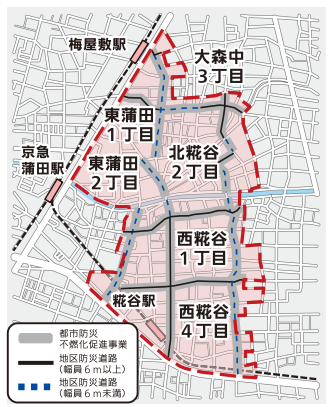 梅屋敷駅
大森中
3丁目
東蒲田
1丁目
京急
蒲田駅
東蒲田
2丁目
北糀谷
2丁目
西糀谷
1丁目
糀谷駅
西糀谷
4丁目
都市防災
不燃化促進事業
地区防災道路
（幅員6m以上）
地区防災道路
（幅員6m未満）